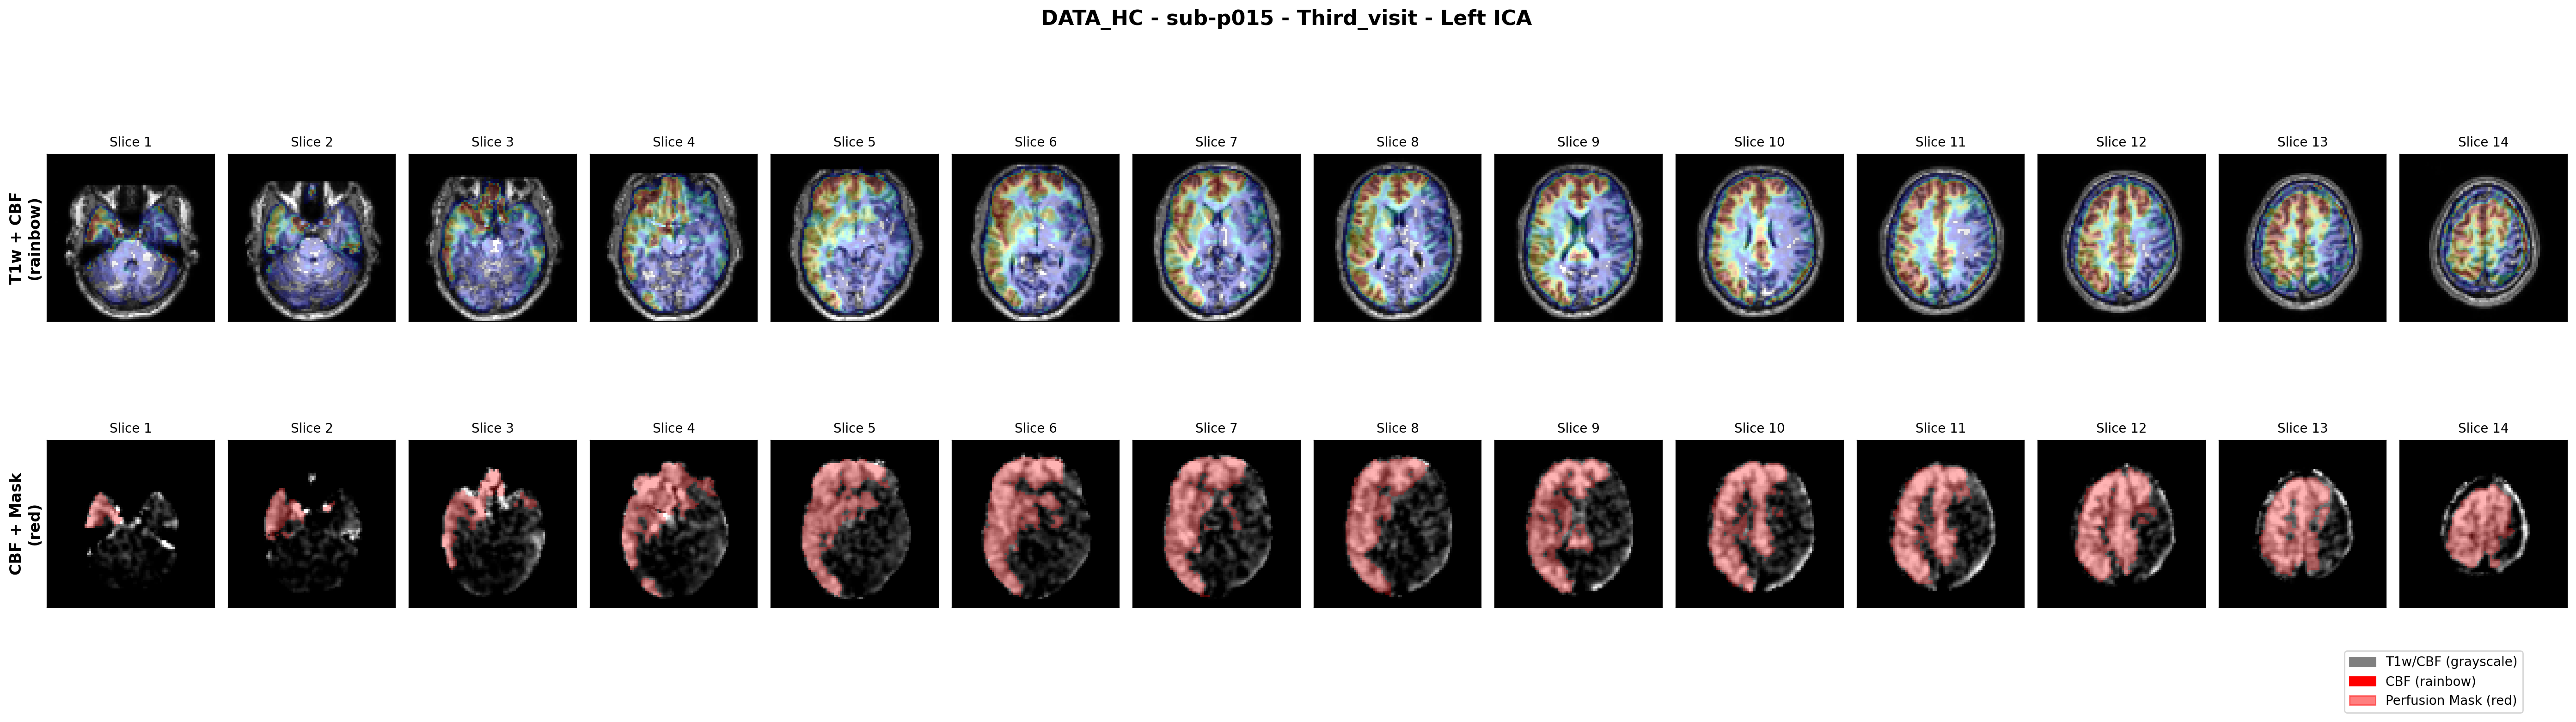 DATA_HC - sub-p015 - Third_visit - Left ICA
T1w + CBF
(rainbow)
Slice 1 Slice 2 Slice 3 Slice 4 Slice 5 Slice 6 Slice 7 Slice 8 Slice 9 Slice 10 Slice 11 Slice 12 Slice 13 Slice 14
CBF + Mask
(red)
Slice 1 Slice 2 Slice 3 Slice 4 Slice 5 Slice 6 Slice 7 Slice 8 Slice 9 Slice 10 Slice 11 Slice 12 Slice 13 Slice 14
T1w/CBF (grayscale)
CBF (rainbow)
Perfusion Mask (red)